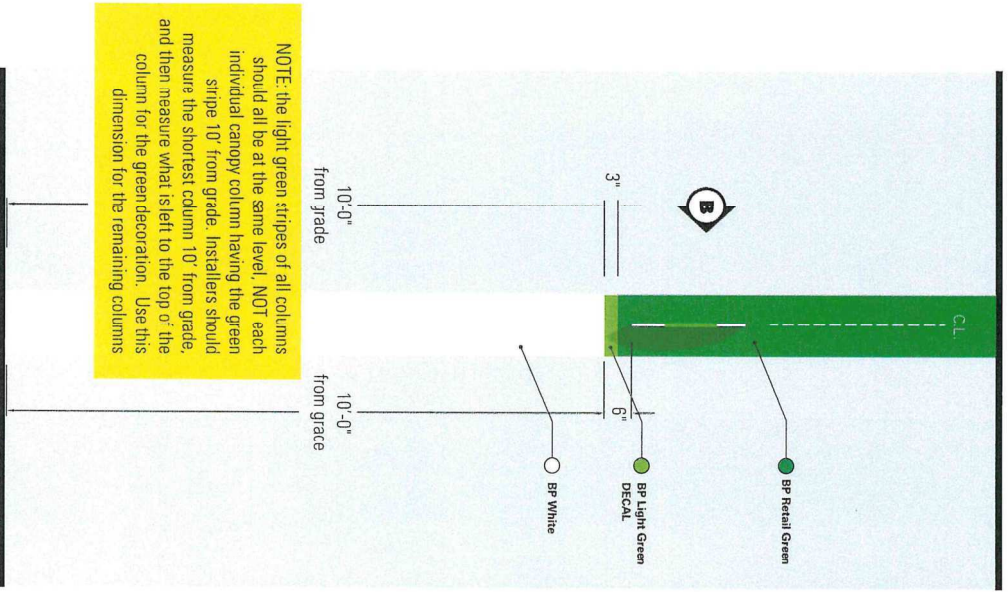 NOTE: the light green stripes of all columns
should all be at the same level, NOT each
individual canopy column having the green
stripe 10' from grade. Installers should
measure the shortest column 10' from grade,
and then measure what is left to the top of the
column for the green decoration. Use this
dimension for the remaining columns
10'-0"
from grade
3"
B
C.L.
10'-0"
from grace
6"
BP Retail Green
BP Light Green
DECAL
BP White